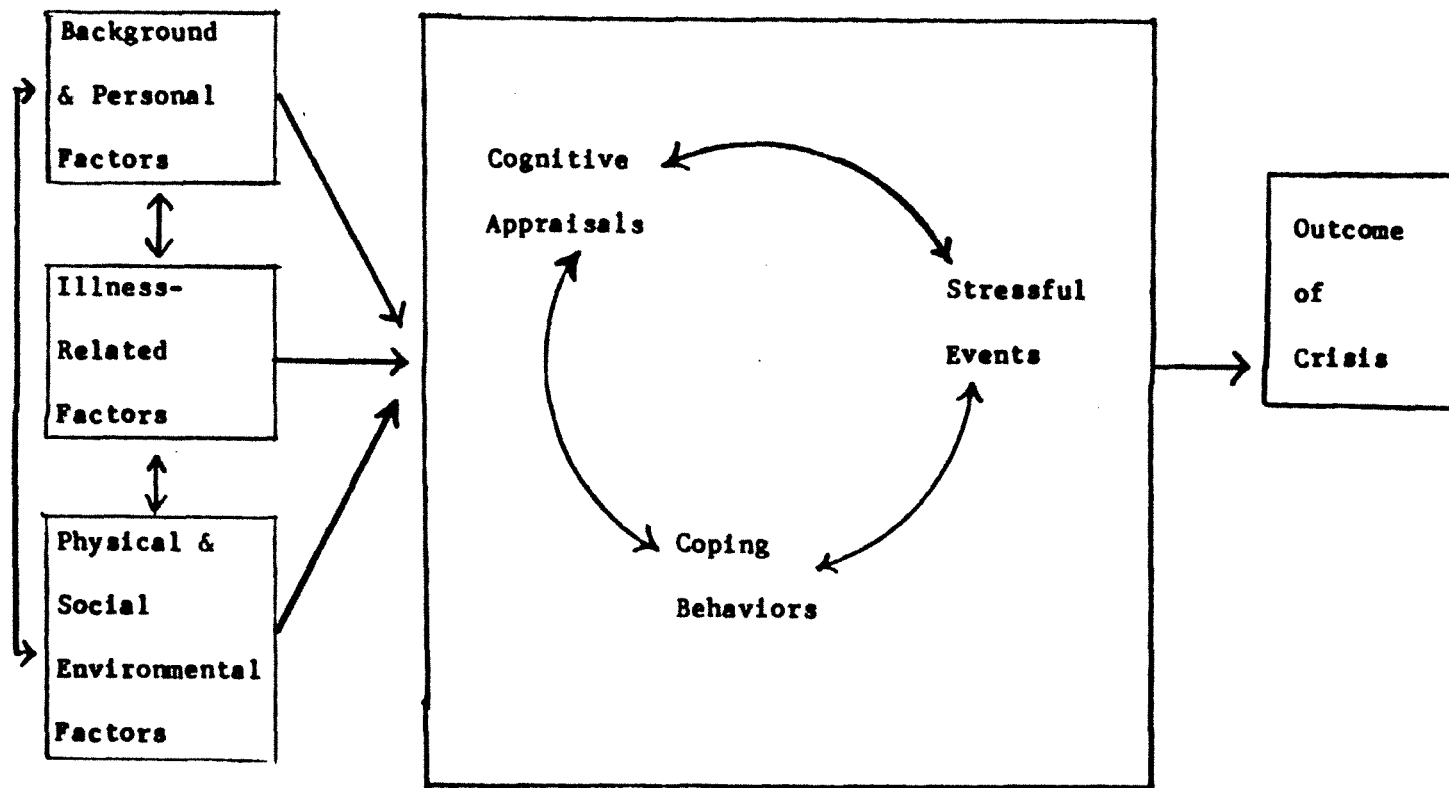 Background
& Personal
Factors
Illness-
Related
Factors
Physical &
Social
Environmental
Factors
Cognitive
Appraisals
Stressful
Events
Coping
Behaviors
Outcome
of
Crisis